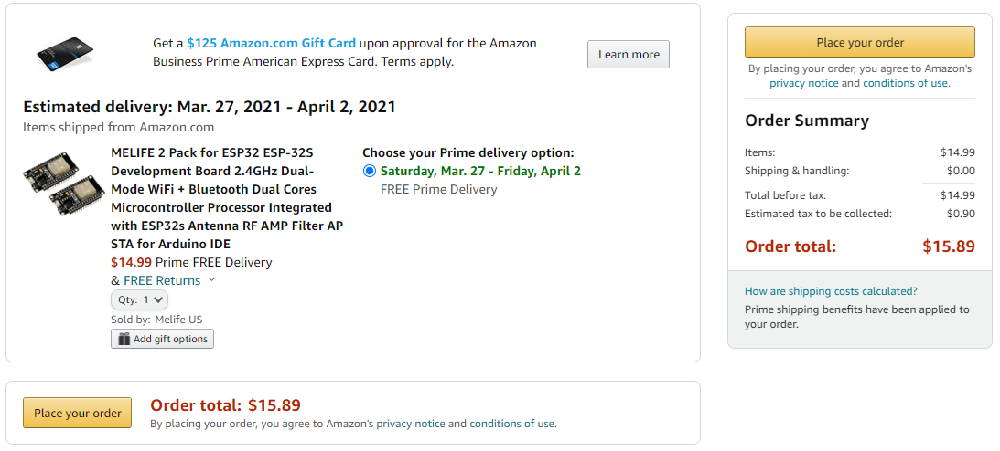 Get a $125 Amazon.com Gift Card upon approval for the Amazon
Business Prime American Express Card. Terms apply.
Learn more
Estimated delivery: Mar. 27, 2021 - April 2, 2021
Items shipped from Amazon.com
MELIFE 2 Pack for ESP32 ESP-32S
Development Board 2.4GHz Dual-
Mode WiFi + Bluetooth Dual Cores
Microcontroller Processor Integrated
with ESP32s Antenna RF AMP Filter AP
STA for Arduino IDE
$14.99 Prime FREE Delivery
& FREE Returns
Qty: 1
Sold by: Melife US
Add gift options
Choose your Prime delivery option:
Saturday, Mar. 27 - Friday, April 2
FREE Prime Delivery
Place your order
Order total: $15.89
By placing your order, you agree to Amazon's privacy notice and conditions of use.
Place your order
By placing your order, you agree to Amazon's
privacy notice and conditions of use.
Order Summary
Items: $14.99
Shipping & handling: $0.00
Total before tax: $14.99
Estimated tax to be collected: $0.90
Order total: $15.89
How are shipping costs calculated?
Prime shipping benefits have been applied to
your order.